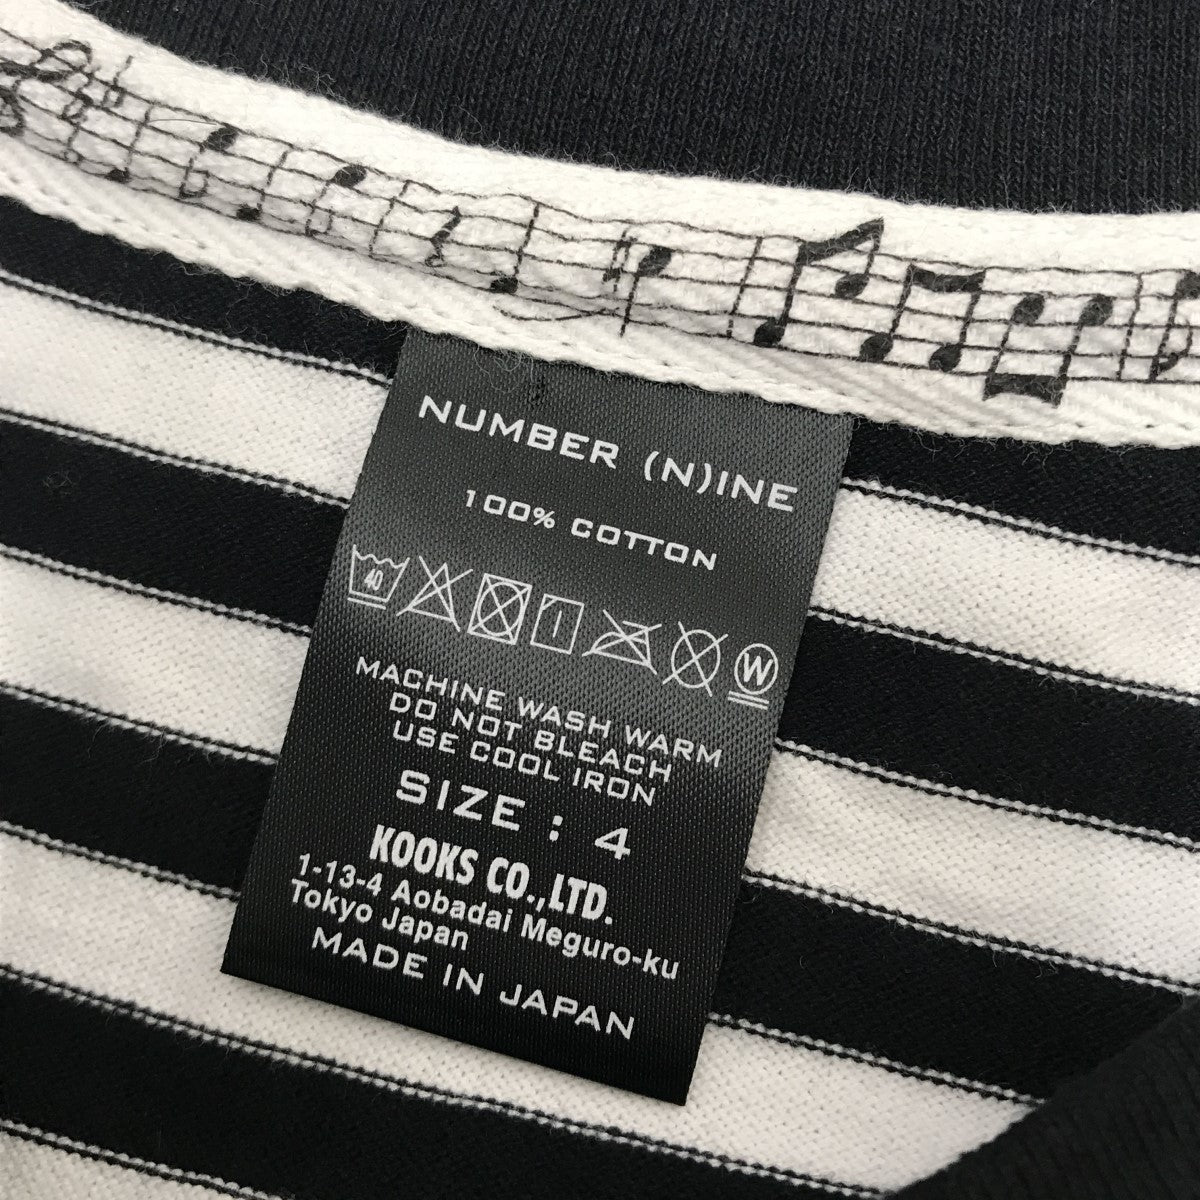 NUMBER (N)INE
100% COTTON
40
W
MACHINE WASH WARM
DO NOT BLEACH
USE COOL IRON
SIZE : 4
KOOKS CO.,LTD.
1-13-4 Aobadai Meguro-ku
Tokyo Japan
MADE IN JAPAN